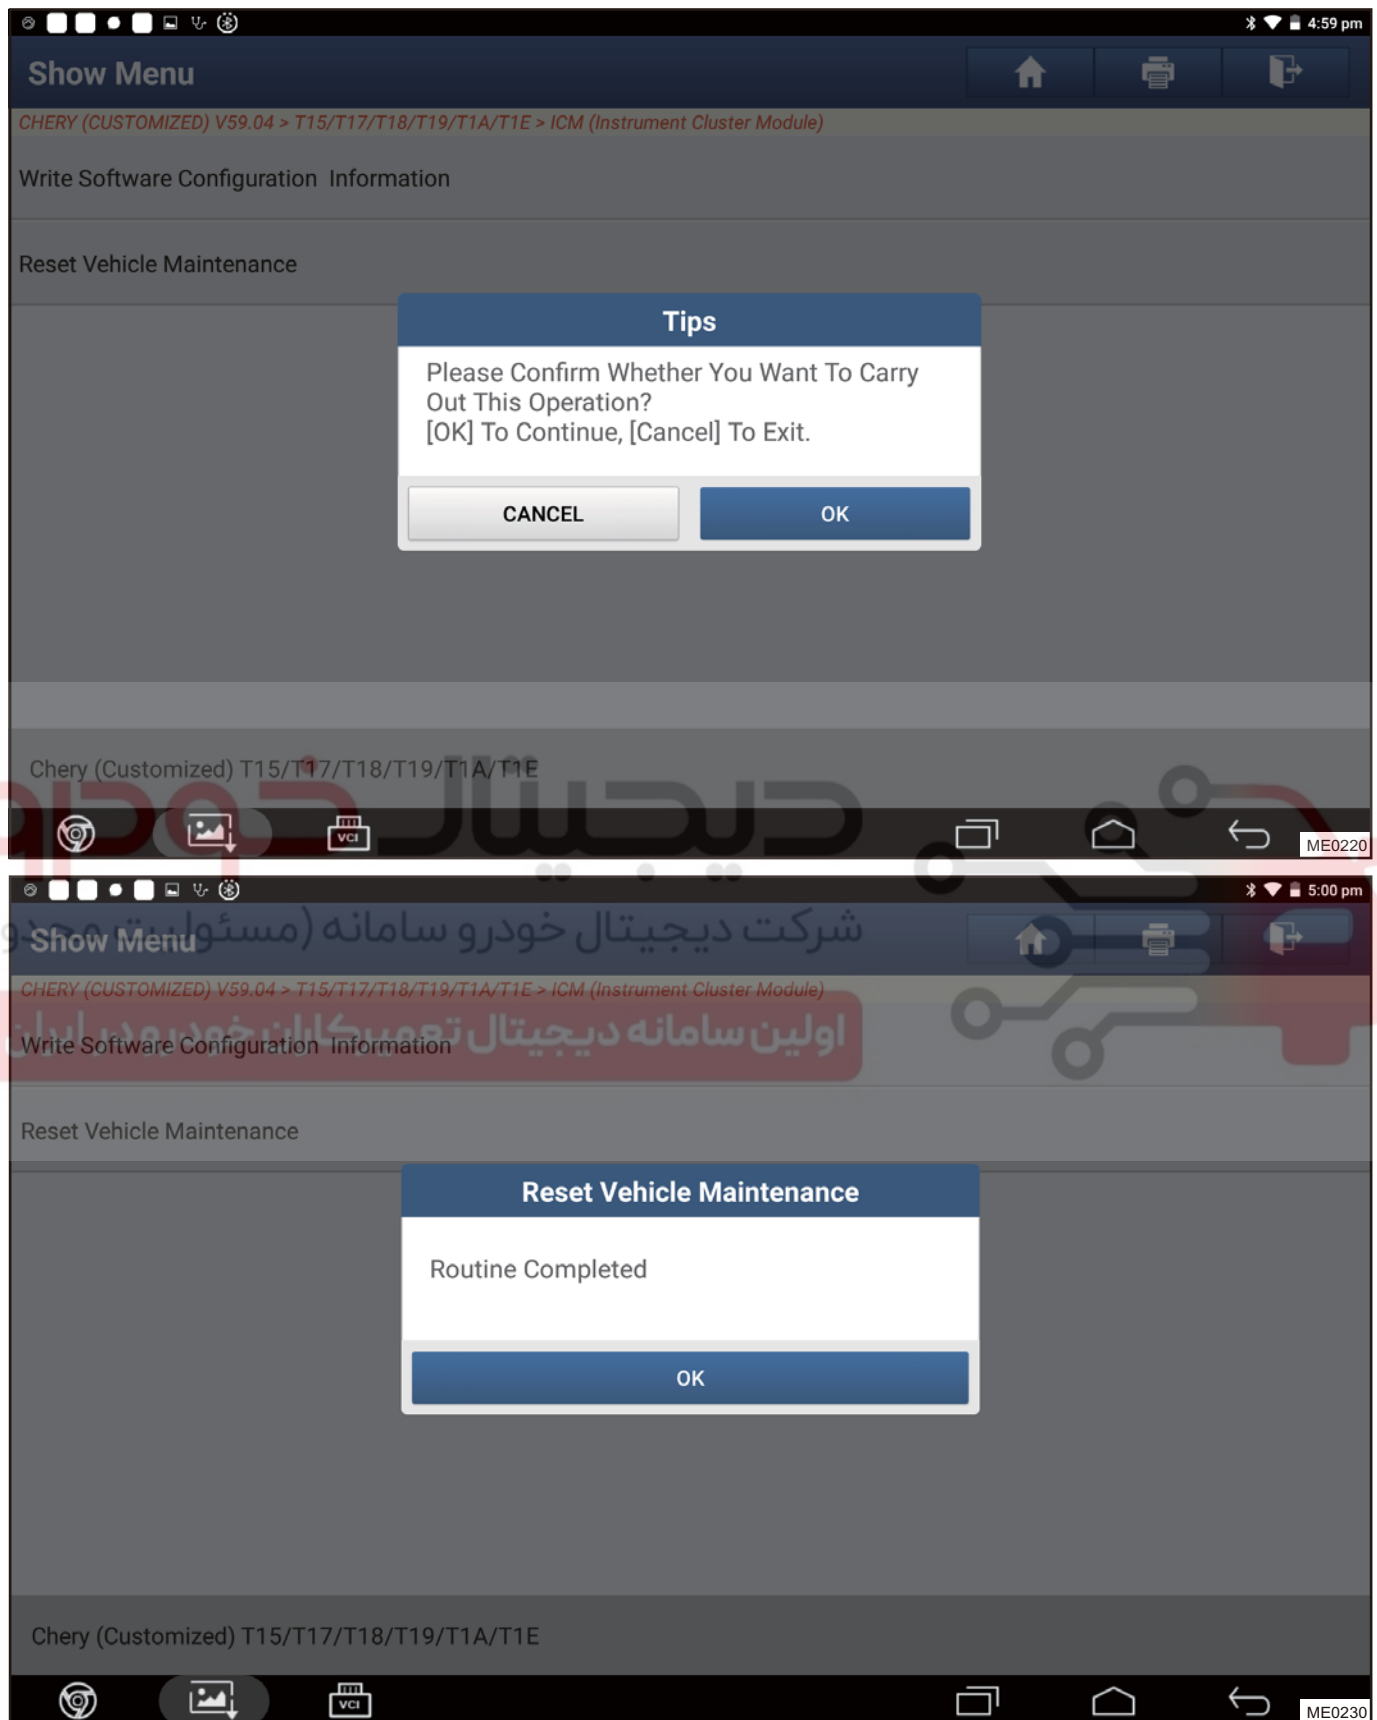 4:59 pm
Show Menu
CHERY (CUSTOMIZED) V59.04 > T15/T17/T18/T19/T1A/T1E > ICM (Instrument Cluster Module)
Write Software Configuration  Information
Reset Vehicle Maintenance
Tips
Please Confirm Whether You Want To Carry
Out This Operation?
[OK] To Continue, [Cancel] To Exit.
CANCEL
OK
Chery (Customized) T15/T17/T18/T19/T1A/T1E
دیجیتال خودرو
VCI
ME0220
5:00 pm
شرکت دیجیتال خودرو سامانه (مسئولیت
Show Menu
CHERY (CUSTOMIZED) V59.04 > T15/T17/T18/T19/T1A/T1E > ICM (Instrument Cluster Module)
اولین سامانه دیجیتال تعمیرکاران خودرو در ایران
Write Software Configuration  Information
Reset Vehicle Maintenance
Reset Vehicle Maintenance
Routine Completed
OK
Chery (Customized) T15/T17/T18/T19/T1A/T1E
VCI
ME0230